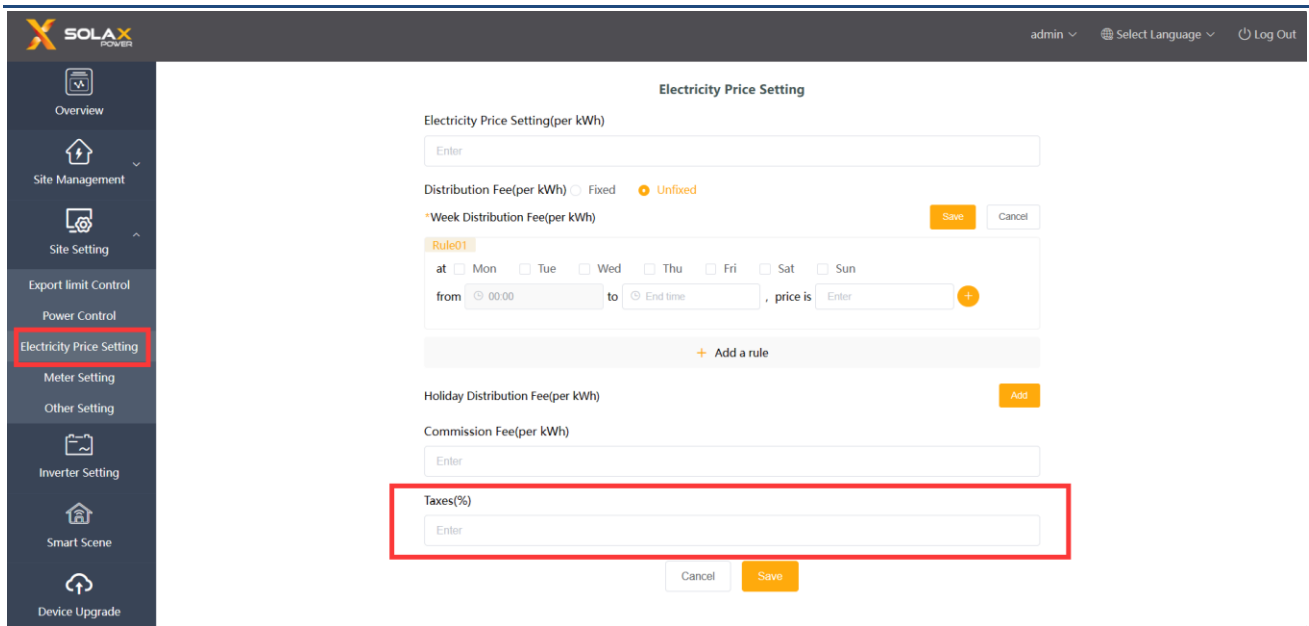 SOLAX
POWER
admin
Select Language
Log Out
Overview
Site Management
Site Setting
Export limit Control
Power Control
Electricity Price Setting
Meter Setting
Other Setting
Inverter Setting
Smart Scene
Device Upgrade
Electricity Price Setting
Electricity Price Setting(per kWh)
Enter
Distribution Fee(per kWh) Fixed Unfixed
*Week Distribution Fee(per kWh) Save Cancel
Rule01
at Mon Tue Wed Thu Fri Sat Sun
from 00:00 to End time , price is Enter +
+ Add a rule
Holiday Distribution Fee(per kWh) Add
Commission Fee(per kWh)
Enter
Taxes(%)
Enter
Cancel Save